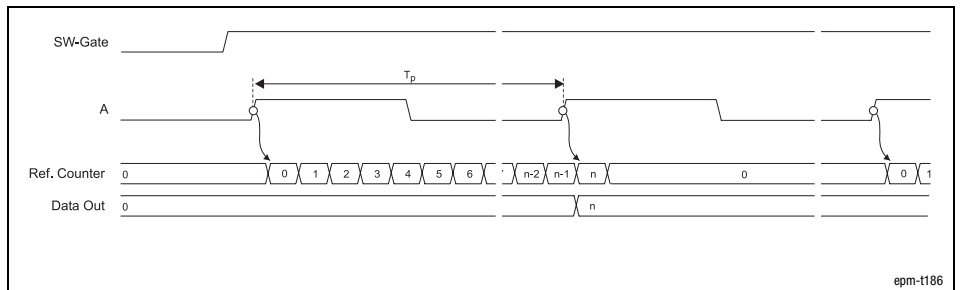 SW-Gate
Tp
A
Ref. Counter 0 0 1 2 3 4 5 6 n-2 n-1 n 0 0 1
Data Out 0 n
epm-t186